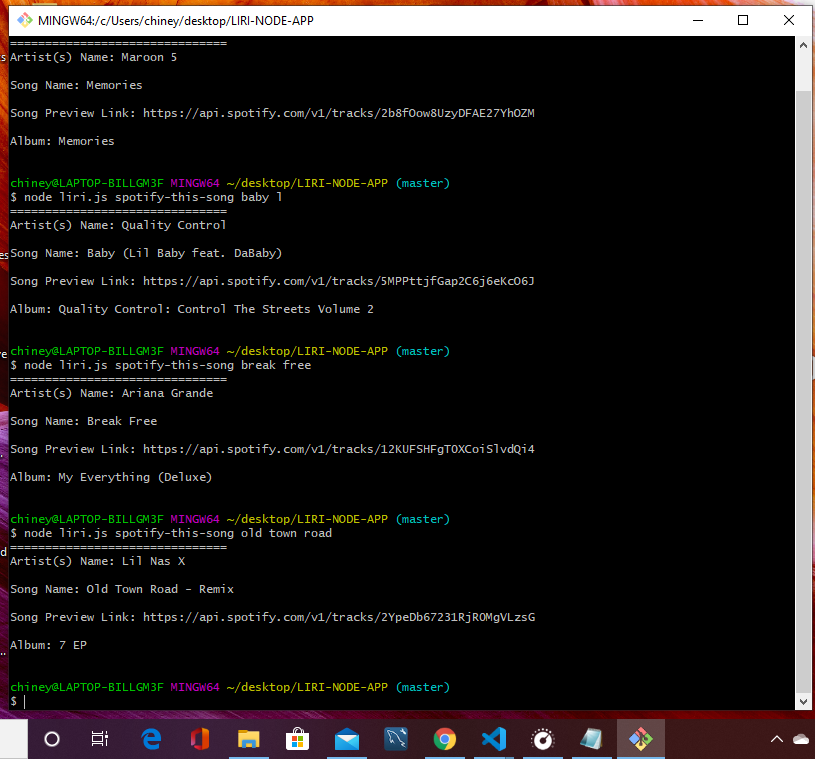 MINGW64:/c/Users/chiney/desktop/LIRI-NODE-APP
===============================
Artist(s) Name: Maroon 5
Song Name: Memories
Song Preview Link: https://api.spotify.com/v1/tracks/2b8fOow8UzyDFAE27YhOZM
Album: Memories
chiney@LAPTOP-BILLGM3F MINGW64 ~/desktop/LIRI-NODE-APP (master)
$ node liri.js spotify-this-song baby l
===============================
Artist(s) Name: Quality Control
Song Name: Baby (Lil Baby feat. DaBaby)
Song Preview Link: https://api.spotify.com/v1/tracks/5MPPttjfGap2C6j6eKcO6J
Album: Quality Control: Control The Streets Volume 2
chiney@LAPTOP-BILLGM3F MINGW64 ~/desktop/LIRI-NODE-APP (master)
$ node liri.js spotify-this-song break free
===============================
Artist(s) Name: Ariana Grande
Song Name: Break Free
Song Preview Link: https://api.spotify.com/v1/tracks/12KUFSHFgT0XCoiSlvdQi4
Album: My Everything (Deluxe)
chiney@LAPTOP-BILLGM3F MINGW64 ~/desktop/LIRI-NODE-APP (master)
$ node liri.js spotify-this-song old town road
===============================
Artist(s) Name: Lil Nas X
Song Name: Old Town Road - Remix
Song Preview Link: https://api.spotify.com/v1/tracks/2YpeDb67231RjR0MgVLzsG
Album: 7 EP
chiney@LAPTOP-BILLGM3F MINGW64 ~/desktop/LIRI-NODE-APP (master)
$